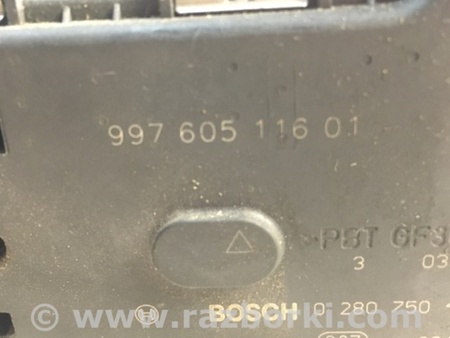 997 605 116 01
>PBT GF3
3 03
BOSCH 0 280 750
www.razborki.com